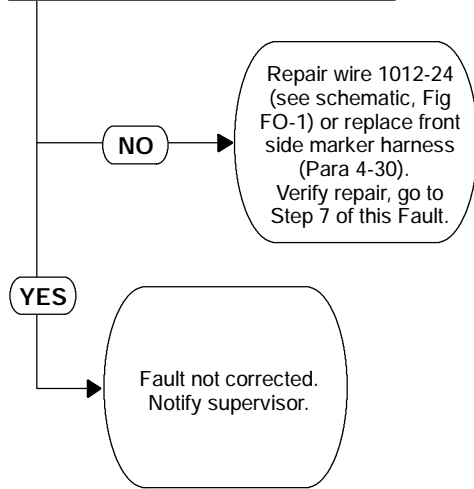 Repair wire 1012-24
(see schematic, Fig
FO-1) or replace front
side marker harness
(Para 4-30).
Verify repair, go to
Step 7 of this Fault.
NO
YES
Fault not corrected.
Notify supervisor.